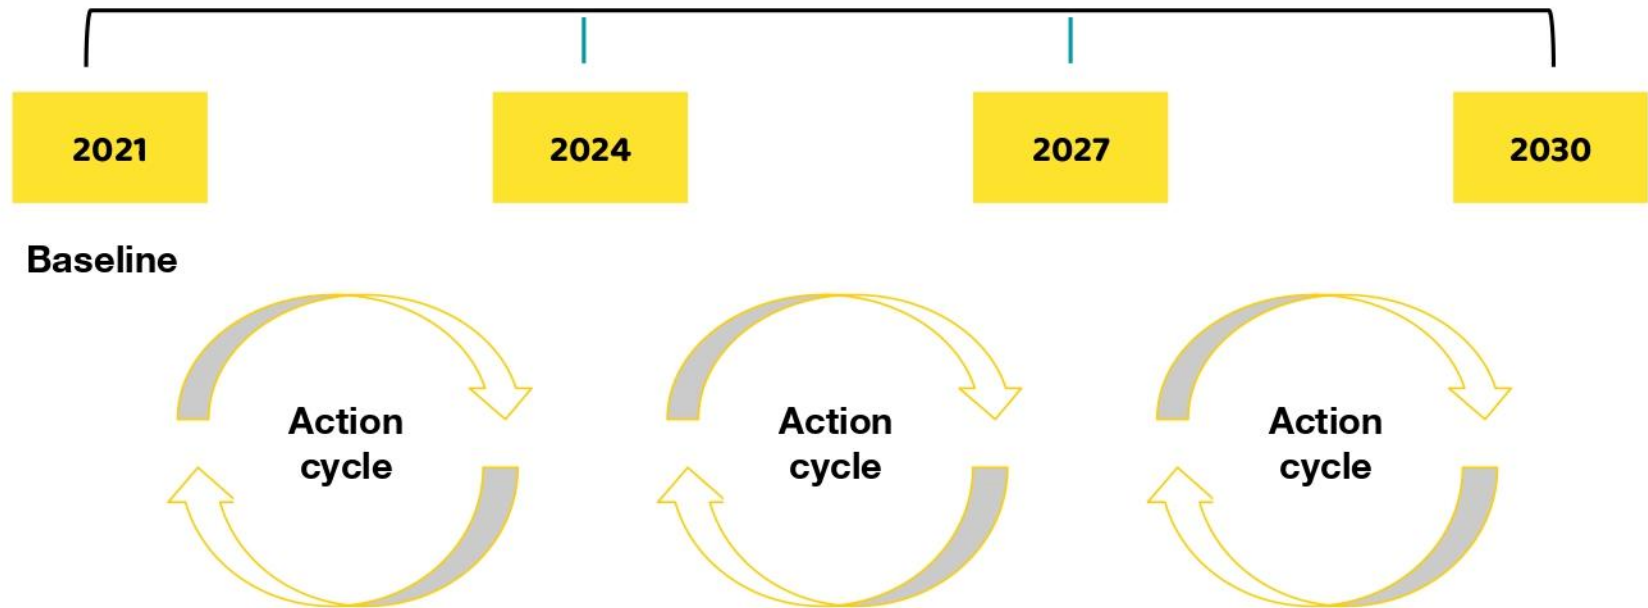 2021
2024
2027
2030
Baseline
Action
cycle
Action
cycle
Action
cycle